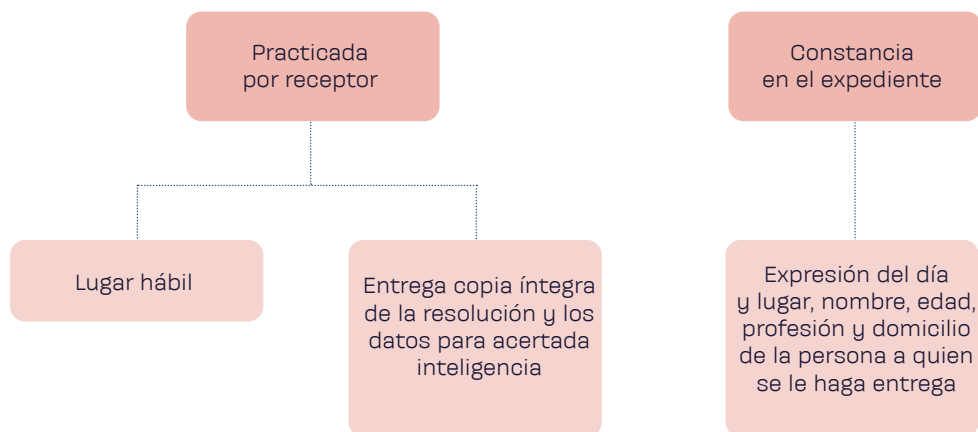 Practicada
por receptor
Constancia
en el expediente
Lugar hábil
Entrega copia íntegra
de la resolución y los
datos para acertada
inteligencia
Expresión del día
y lugar, nombre, edad,
profesión y domicilio
de la persona a quien
se le haga entrega